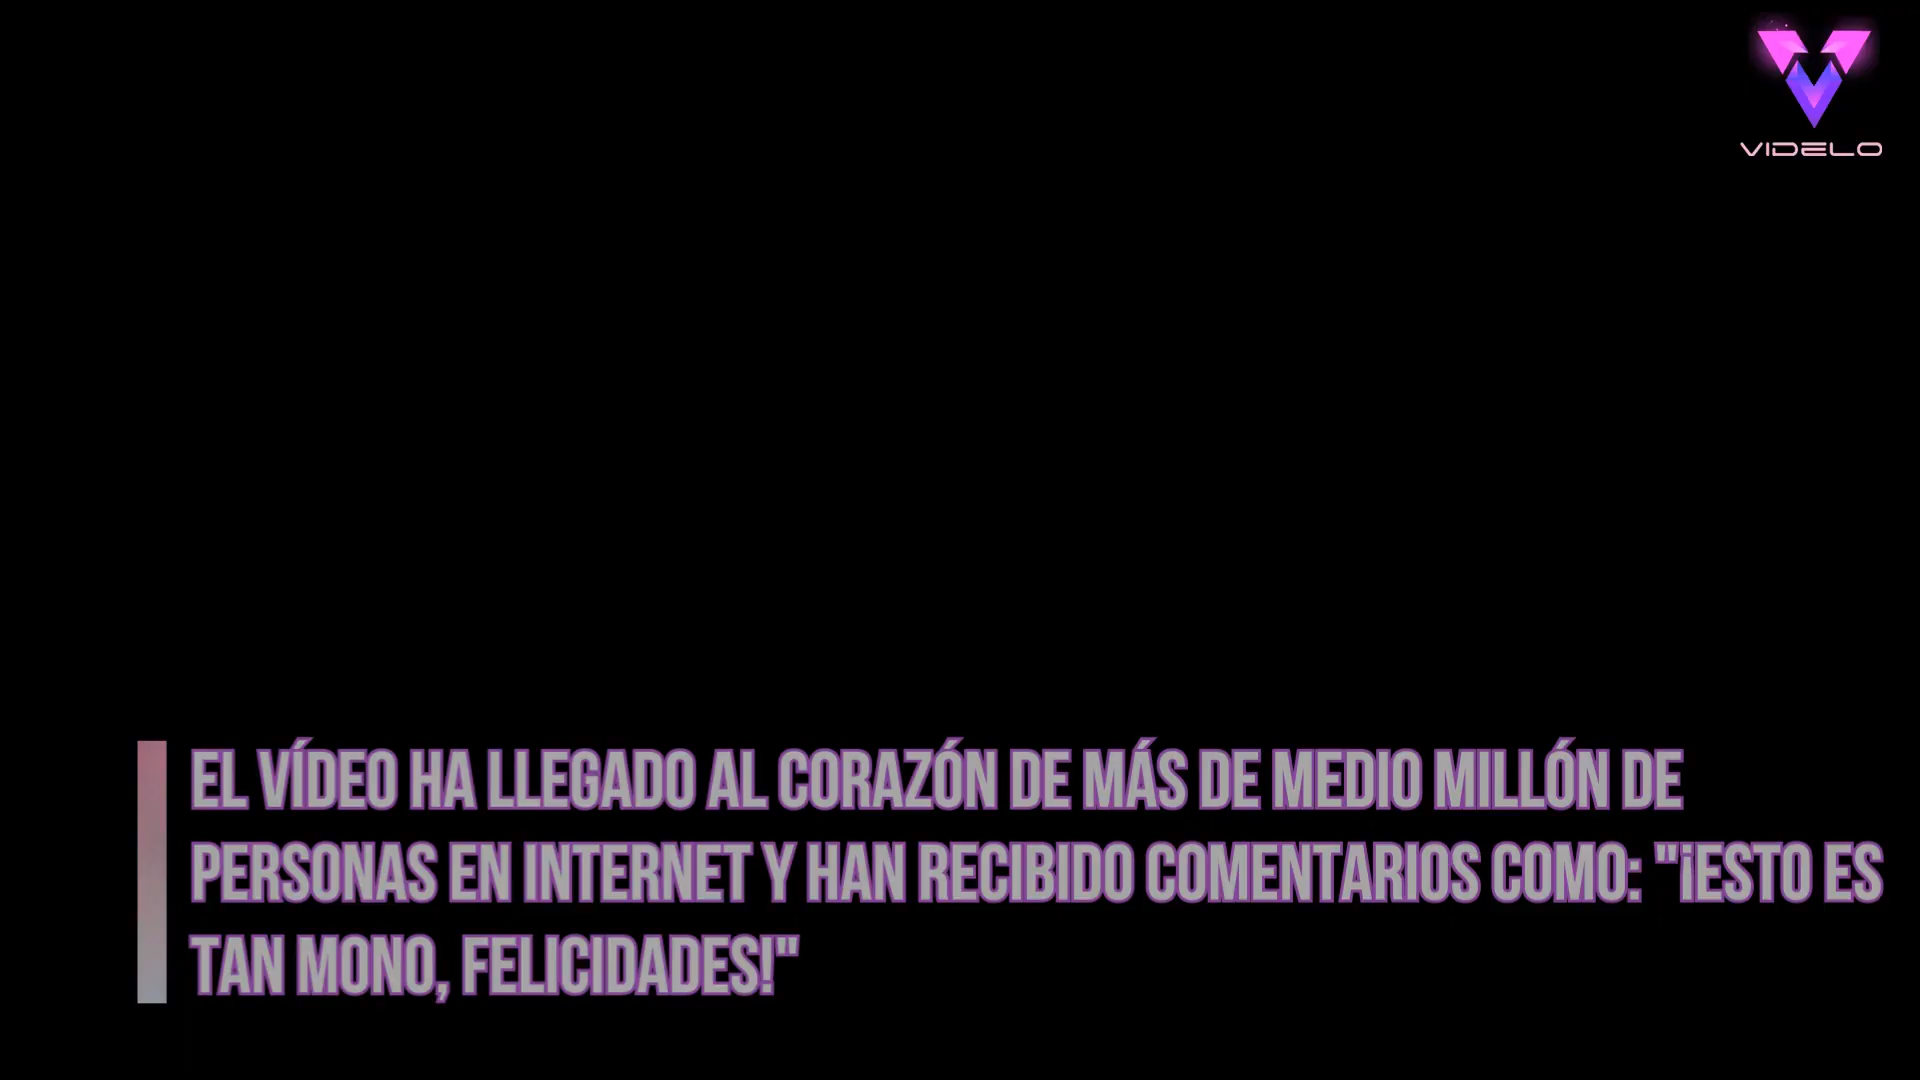 VIDELO
EL VÍDEO HA LLEGADO AL CORAZÓN DE MÁS DE MEDIO MILLÓN DE
PERSONAS EN INTERNET Y HAN RECIBIDO COMENTARIOS COMO: "¡ESTO ES
TAN MONO, FELICIDADES!"